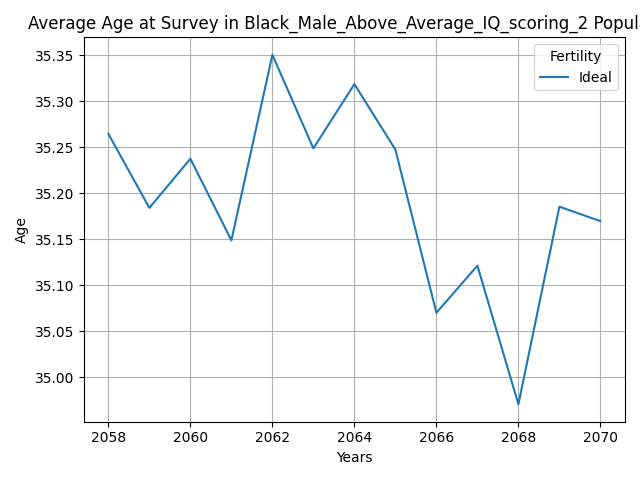 Average Age at Survey in Black_Male_Above_Average_IQ_scoring_2 Popul
Fertility
Ideal
35.35
35.30
35.25
35.20
35.15
35.10
35.05
35.00
Age
2058 2060 2062 2064 2066 2068 2070
Years